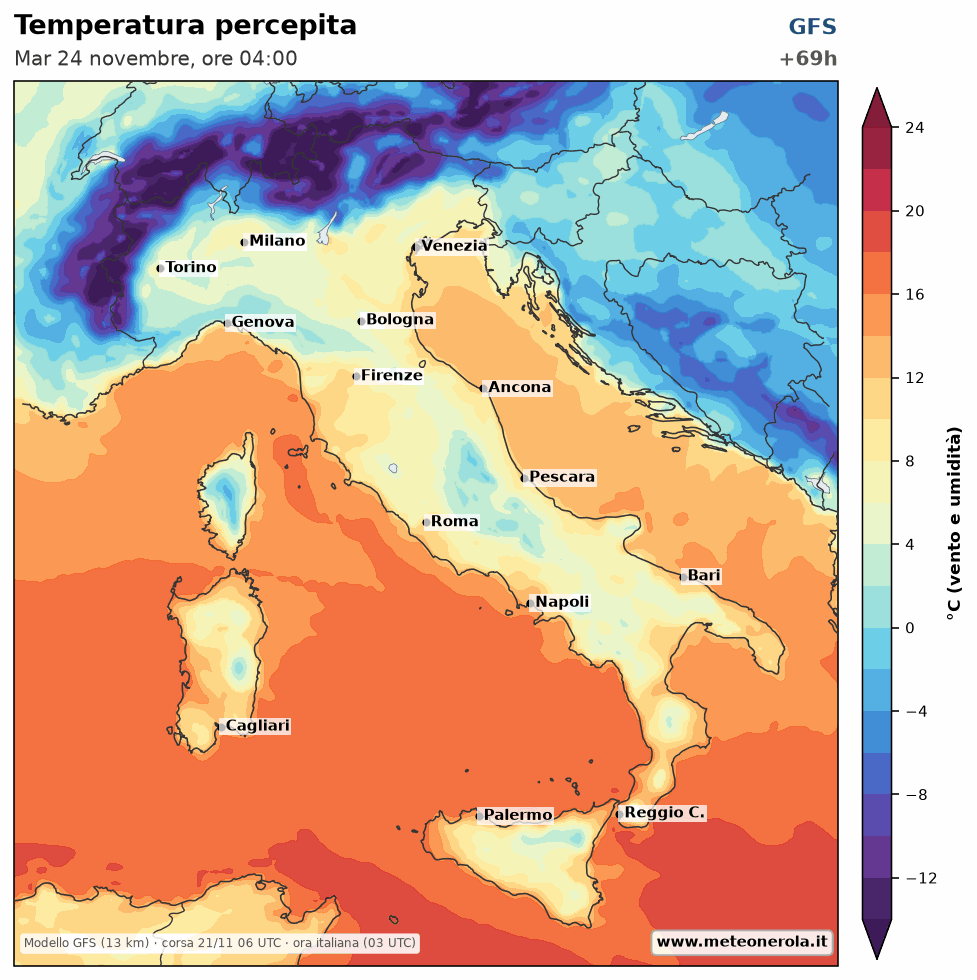 Temperatura percepita
GFS
Mar 24 novembre, ore 04:00
+69h
Milano
Venezia
Torino
Genova
Bologna
Firenze
Ancona
Pescara
Roma
Bari
Napoli
Cagliari
Palermo
Reggio C.
24
20
16
12
8
4
0
−4
−8
−12
°C (vento e umidità)
Modello GFS (13 km) · corsa 21/11 06 UTC · ora italiana (03 UTC)
www.meteonerola.it